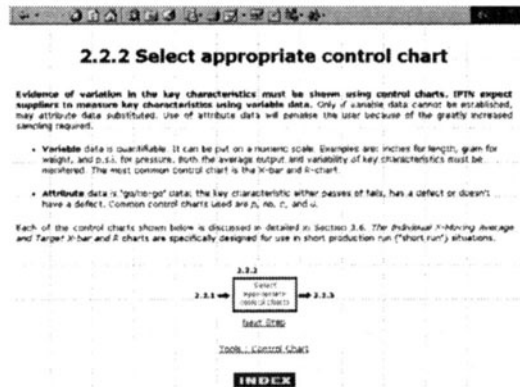 2.2.2 Select appropriate control chart
Evidence of variation in the key characteristics must be shown using control charts. IPTN expect
suppliers to measure key characteristics using variable data. Only if variable data cannot be established,
may attribute data substituted. Use of attribute data will penalise the user because of the greatly increased
sampling required.
• Variable data is quantifiable. It can be put on a numeric scale. Examples are: inches for length, gram for
weight, and p.s.i. for pressure. Both the average output and variability of key characteristics must be
monitored. The most common control chart is the X-bar and R-chart.
• Attribute data is "go/no-go" data; the key characteristic either passes of fails, has a defect or doesn't
have a defect. Common control charts used are p, np, c, and u.
Each of the control charts shown below is discussed in detailed in Section 3.6. The Individual X-Moving Average
and Target X-bar and R charts are specifically designed for use in short production run ("short run") situations.
2.2.2
2.2.1 Select
appropriate
control charts 2.2.3
Next Step
Tools : Control Chart
INDEX